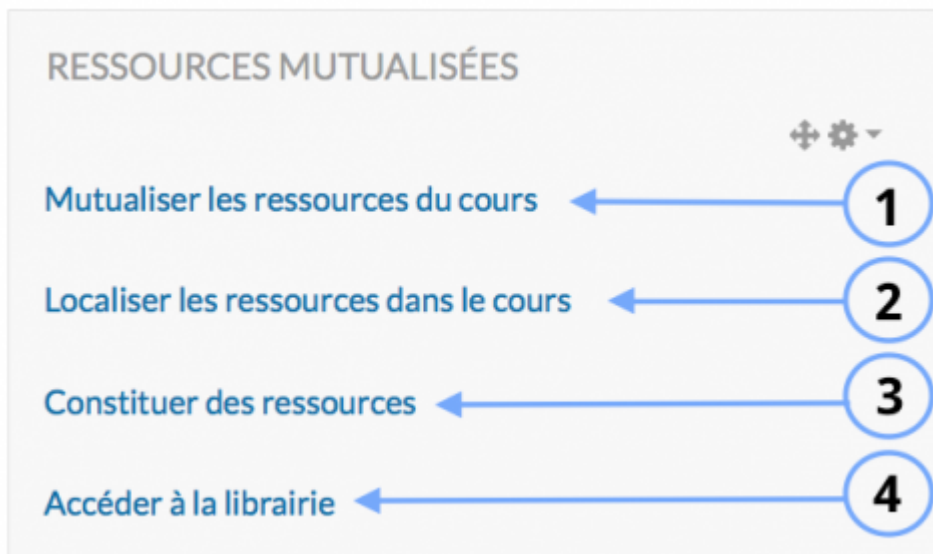 RESSOURCES MUTUALISÉES
Mutualiser les ressources du cours
1
Localiser les ressources dans le cours
2
Constituer des ressources
3
Accéder à la librairie
4